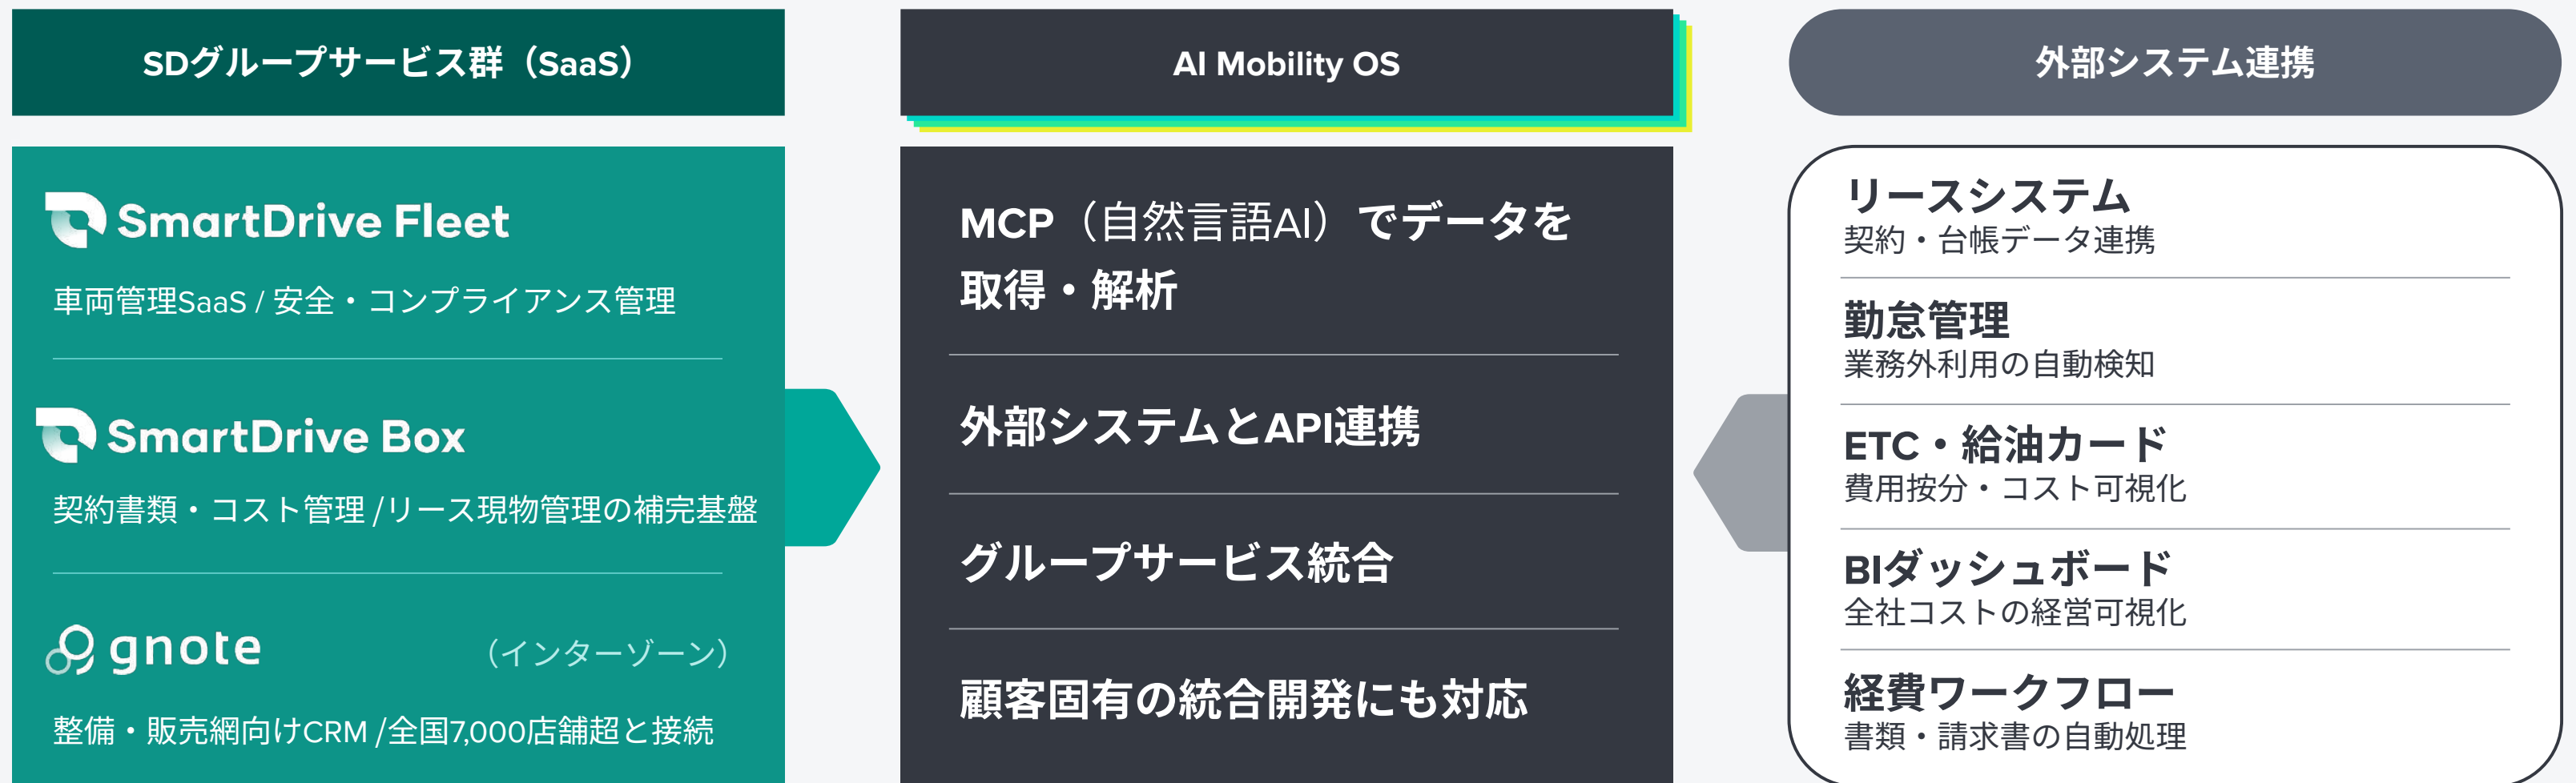 SDグループサービス群（SaaS）
SmartDrive Fleet
車両管理SaaS / 安全・コンプライアンス管理
SmartDrive Box
契約書類・コスト管理 /リース現物管理の補完基盤
gnote （インターゾーン）
整備・販売網向けCRM /全国7,000店舗超と接続
AI Mobility OS
MCP（自然言語AI）でデータを
取得・解析
外部システムとAPI連携
グループサービス統合
顧客固有の統合開発にも対応
外部システム連携
リースシステム
契約・台帳データ連携
勤怠管理
業務外利用の自動検知
ETC・給油カード
費用按分・コスト可視化
BIダッシュボード
全社コストの経営可視化
経費ワークフロー
書類・請求書の自動処理